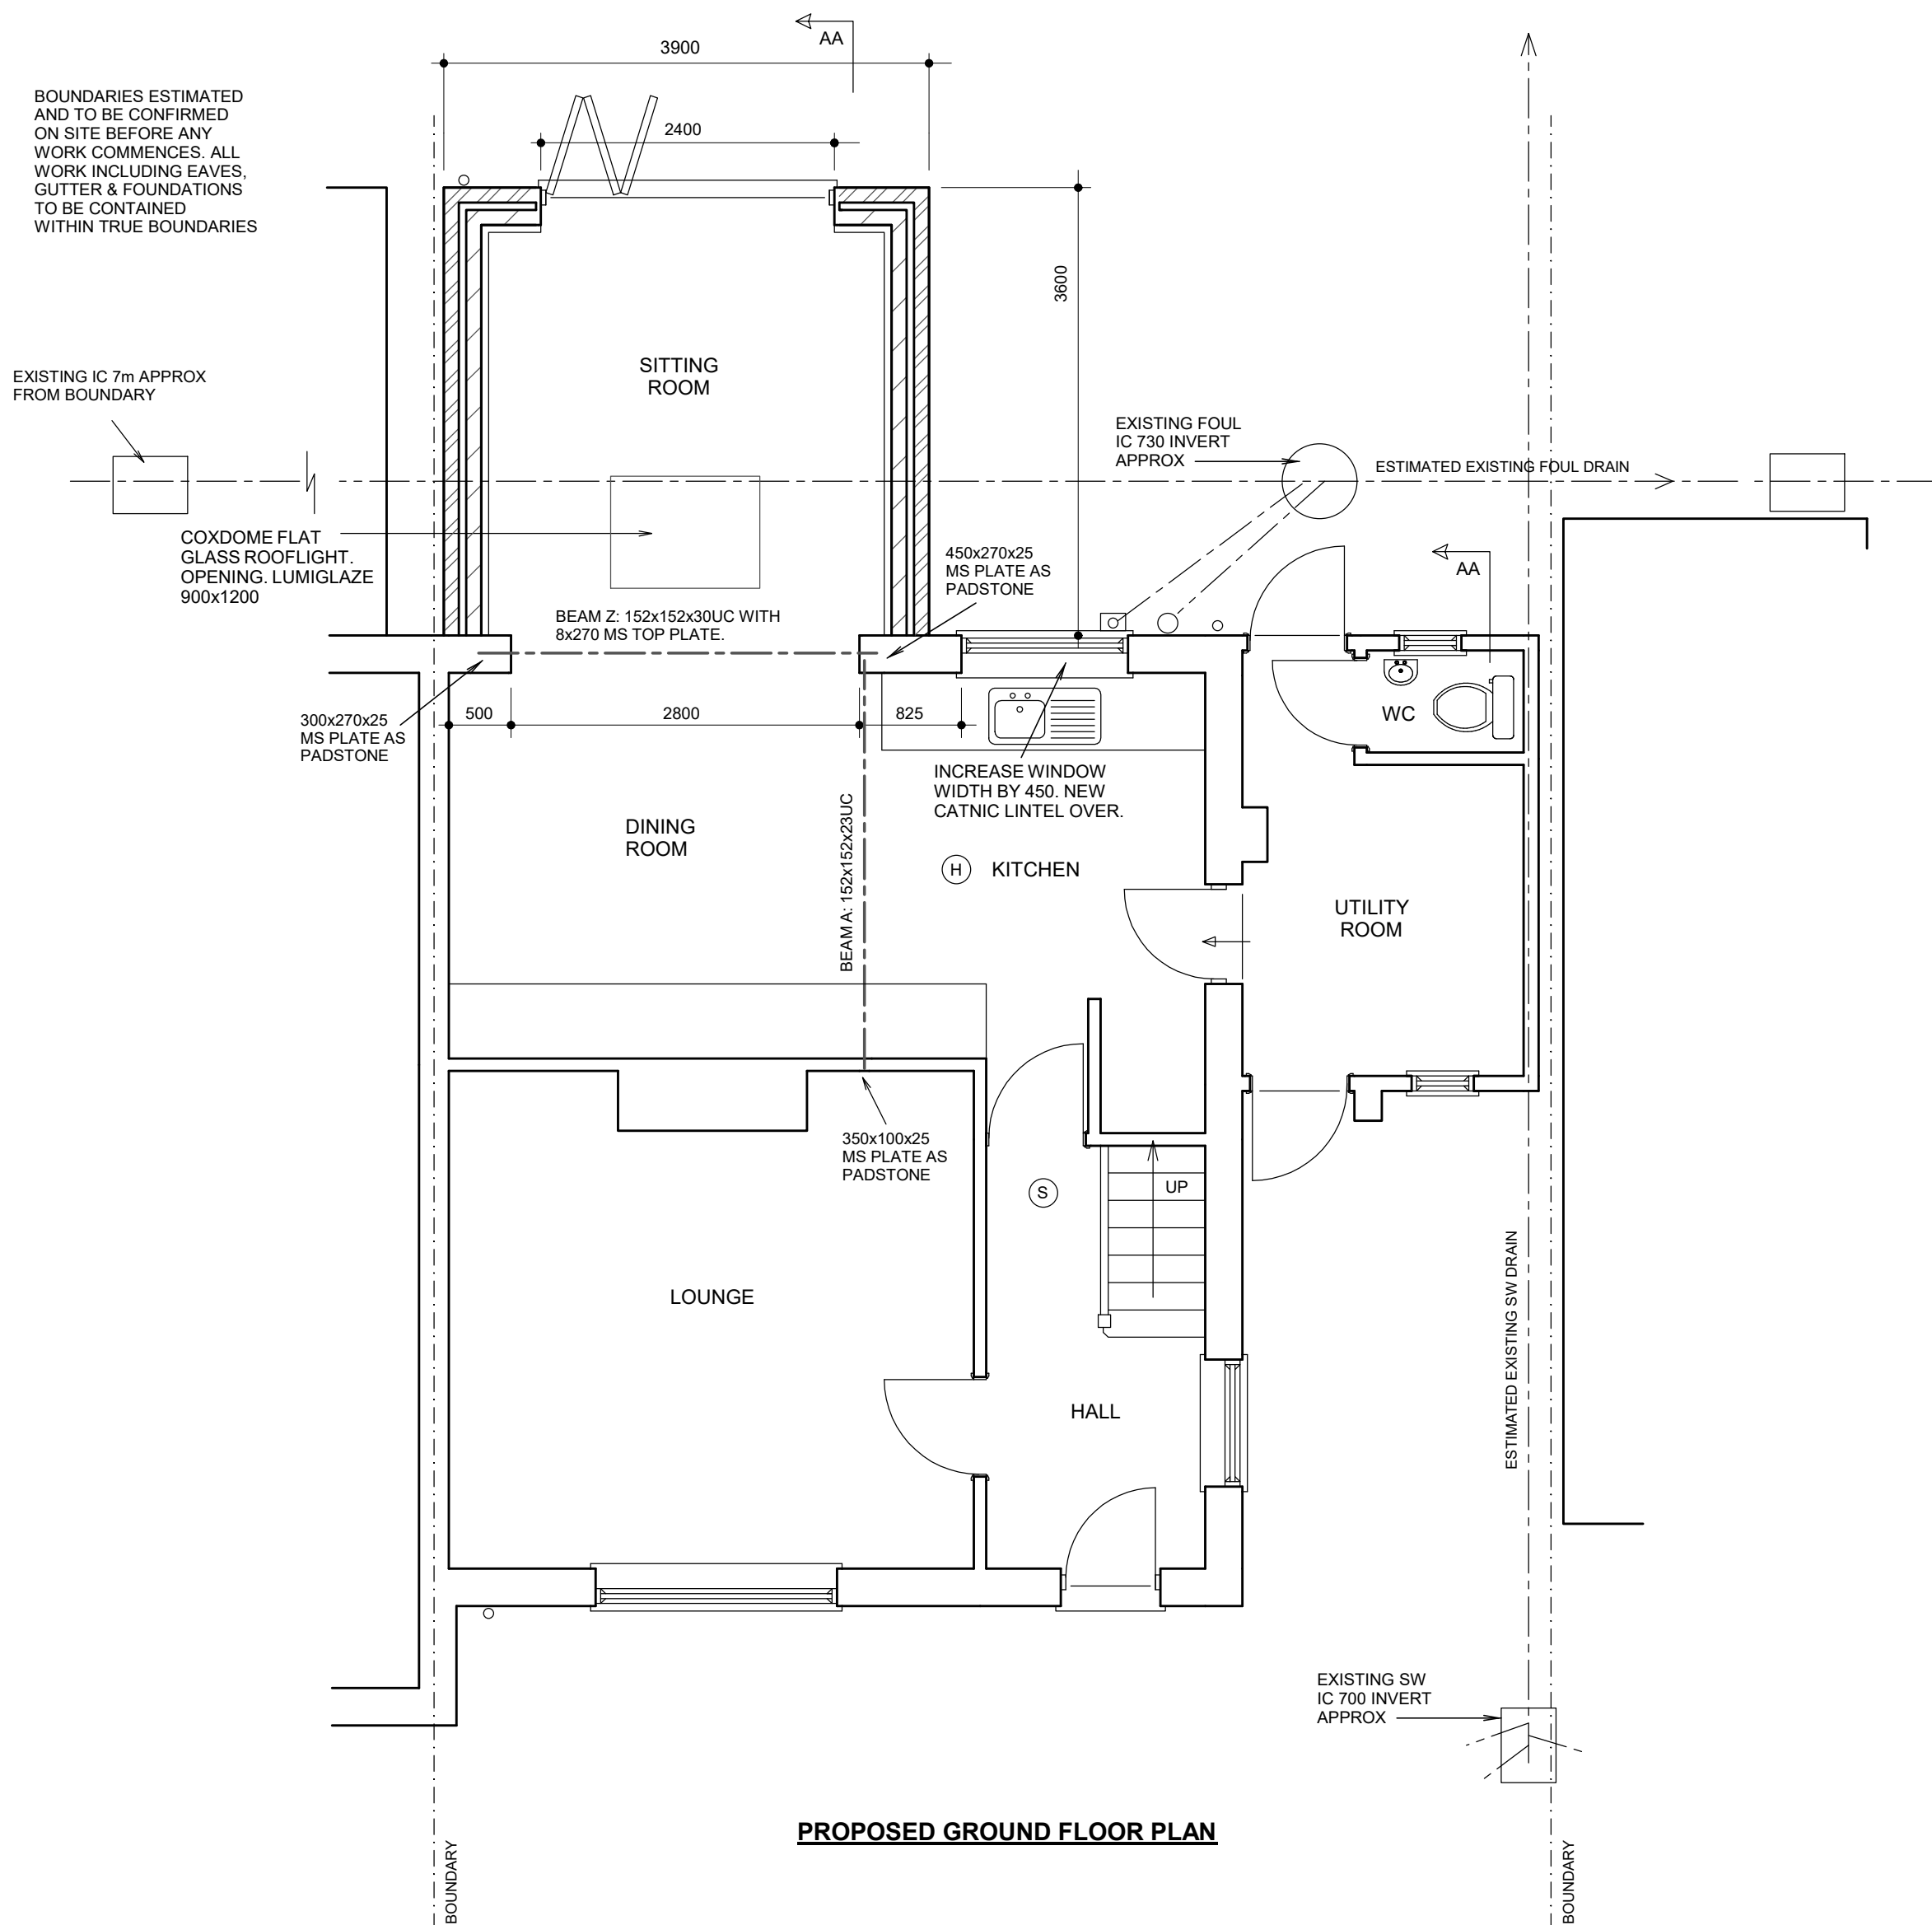 3900
AA
BOUNDARIES ESTIMATED
AND TO BE CONFIRMED
ON SITE BEFORE ANY
WORK COMMENCES. ALL
WORK INCLUDING EAVES,
GUTTER & FOUNDATIONS
TO BE CONTAINED
WITHIN TRUE BOUNDARIES
2400
3600
SITTING
ROOM
EXISTING IC 7m APPROX
FROM BOUNDARY
EXISTING FOUL
IC 730 INVERT
APPROX
ESTIMATED EXISTING FOUL DRAIN
COXDOME FLAT
GLASS ROOFLIGHT.
OPENING. LUMIGLAZE
900x1200
450x270x25
MS PLATE AS
PADSTONE
AA
BEAM Z: 152x152x30UC WITH
8x270 MS TOP PLATE.
300x270x25
MS PLATE AS
PADSTONE
500
2800
825
WC
INCREASE WINDOW
WIDTH BY 450. NEW
CATNIC LINTEL OVER.
DINING
ROOM
BEAM A: 152x152x23UC
H
KITCHEN
UTILITY
ROOM
350x100x25
MS PLATE AS
PADSTONE
S
UP
LOUNGE
HALL
ESTIMATED EXISTING SW DRAIN
EXISTING SW
IC 700 INVERT
APPROX
PROPOSED GROUND FLOOR PLAN
BOUNDARY
BOUNDARY